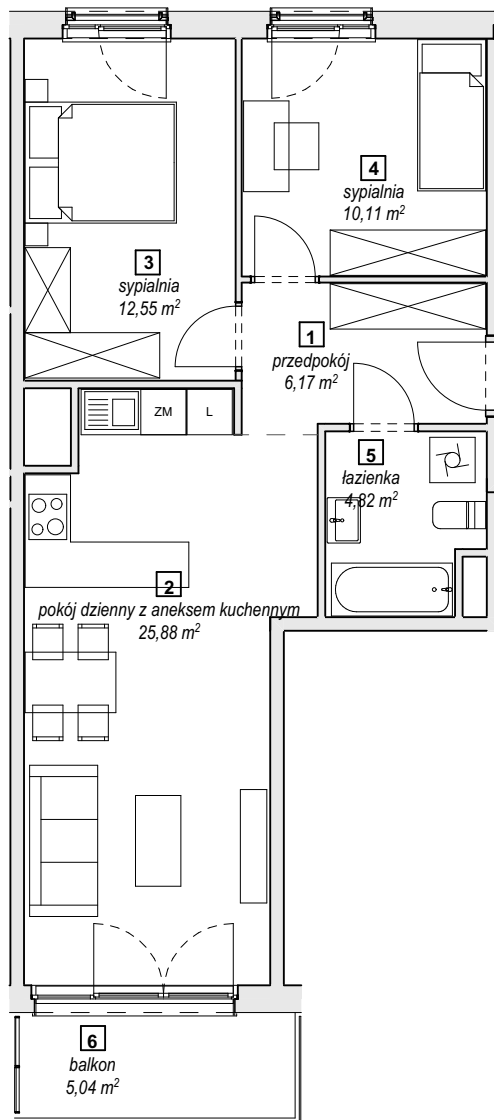 4
sypialnia
10,11 m²
3
sypialnia
12,55 m²
1
przedpokój
6,17 m²
ZM
L
5
łazienka
4,82 m²
2
pokój dzienny z aneksem kuchennym
25,88 m²
6
balkon
5,04 m²